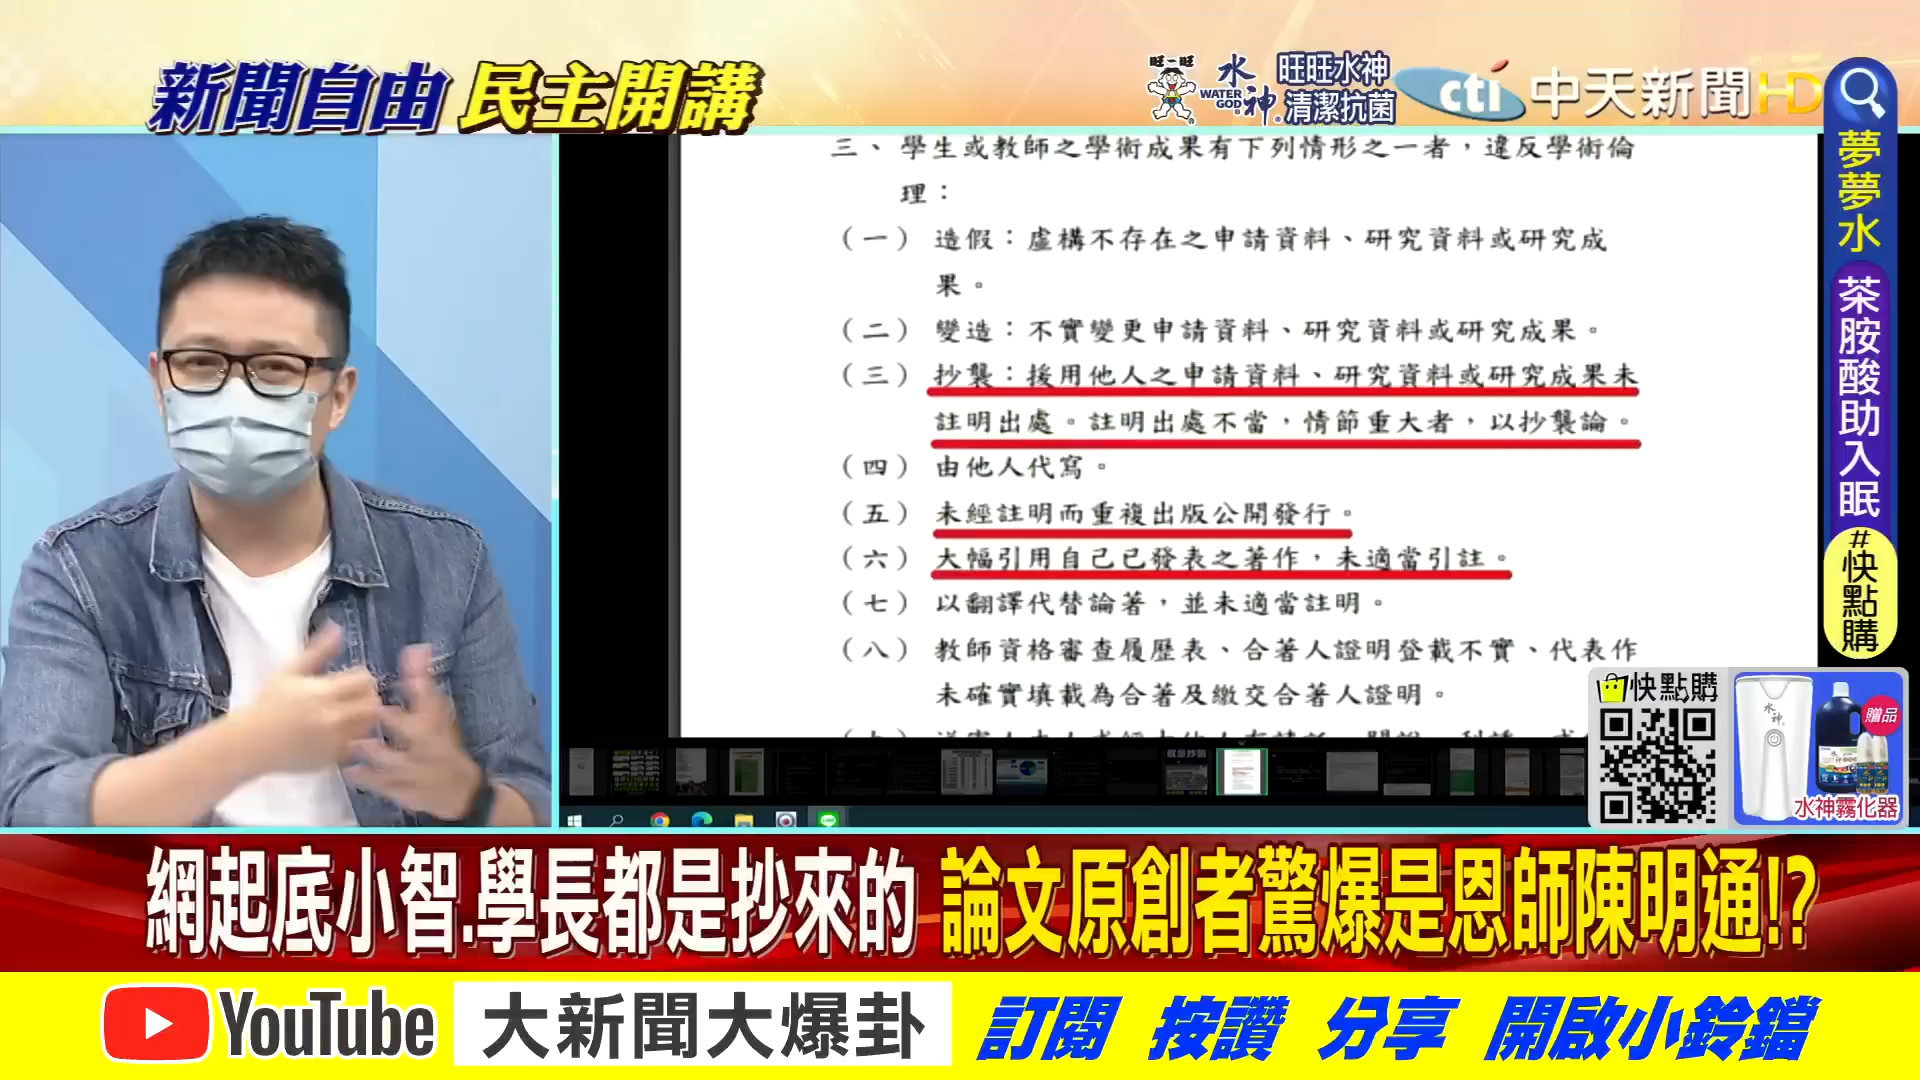 新聞自由 民主開講
旺一旺
水神
WATER GOD
旺旺水神
清潔抗菌
cti 中天新聞HD
夢夢水
茶胺酸助入眠
#快點購
三、學生或教師之學術成果有下列情形之一者，違反學術倫
理：
（一）造假：虛構不存在之申請資料、研究資料或研究成
果。
（二）變造：不實變更申請資料、研究資料或研究成果。
（三）抄襲：援用他人之申請資料、研究資料或研究成果未
註明出處。註明出處不當，情節重大者，以抄襲論。
（四）由他人代寫。
（五）未經註明而重複出版公開發行。
（六）大幅引用自己已發表之著作，未適當引註。
（七）以翻譯代替論著，並未適當註明。
（八）教師資格審查履歷表、合著人證明登載不實、代表作
未確實填載為合著及繳交合著人證明。
快點購
水神
贈品
水神霧化器
網起底小智.學長都是抄來的 論文原創者驚爆是恩師陳明通!?
YouTube 大新聞大爆卦 訂閱 按讚 分享 開啟小鈴鐺